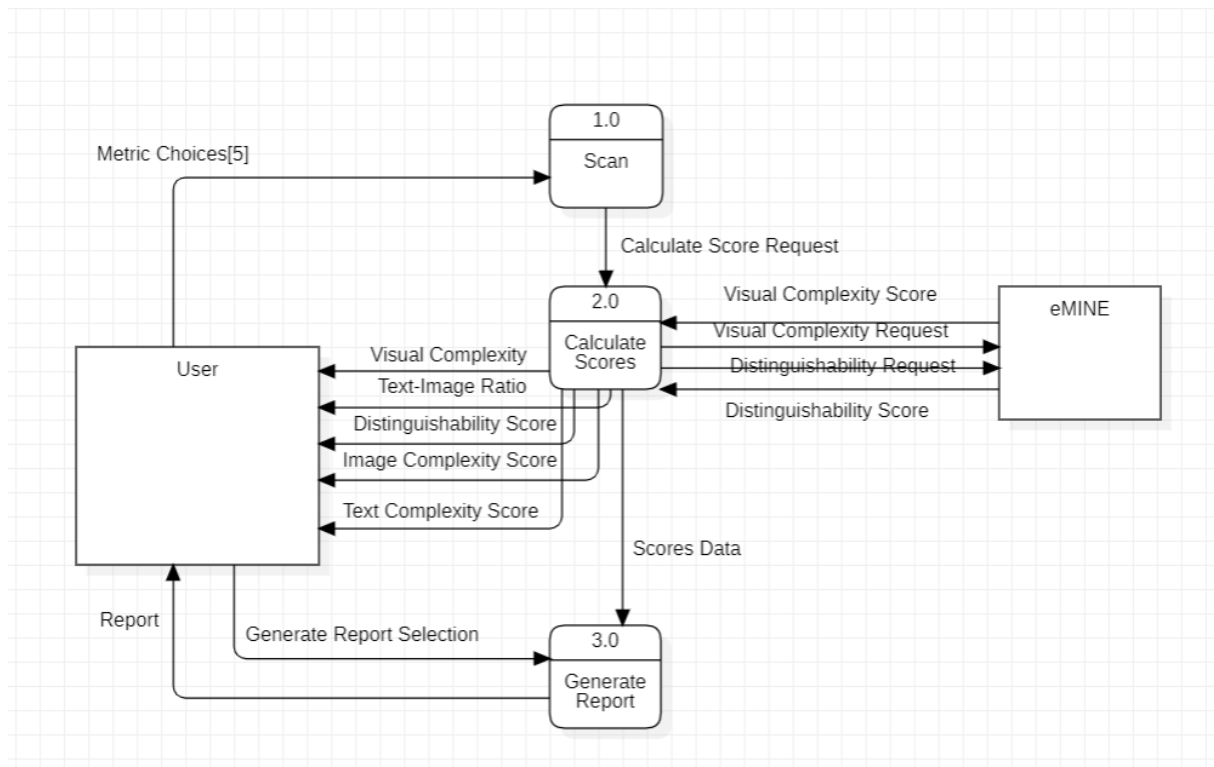 1.0
Scan
Metric Choices[5]
Calculate Score Request
2.0
Calculate
Scores
Visual Complexity Score
Visual Complexity Request
Distinguishability Request
Distinguishability Score
eMINE
User
Visual Complexity
Text-Image Ratio
Distinguishability Score
Image Complexity Score
Text Complexity Score
Scores Data
Report
Generate Report Selection
3.0
Generate
Report